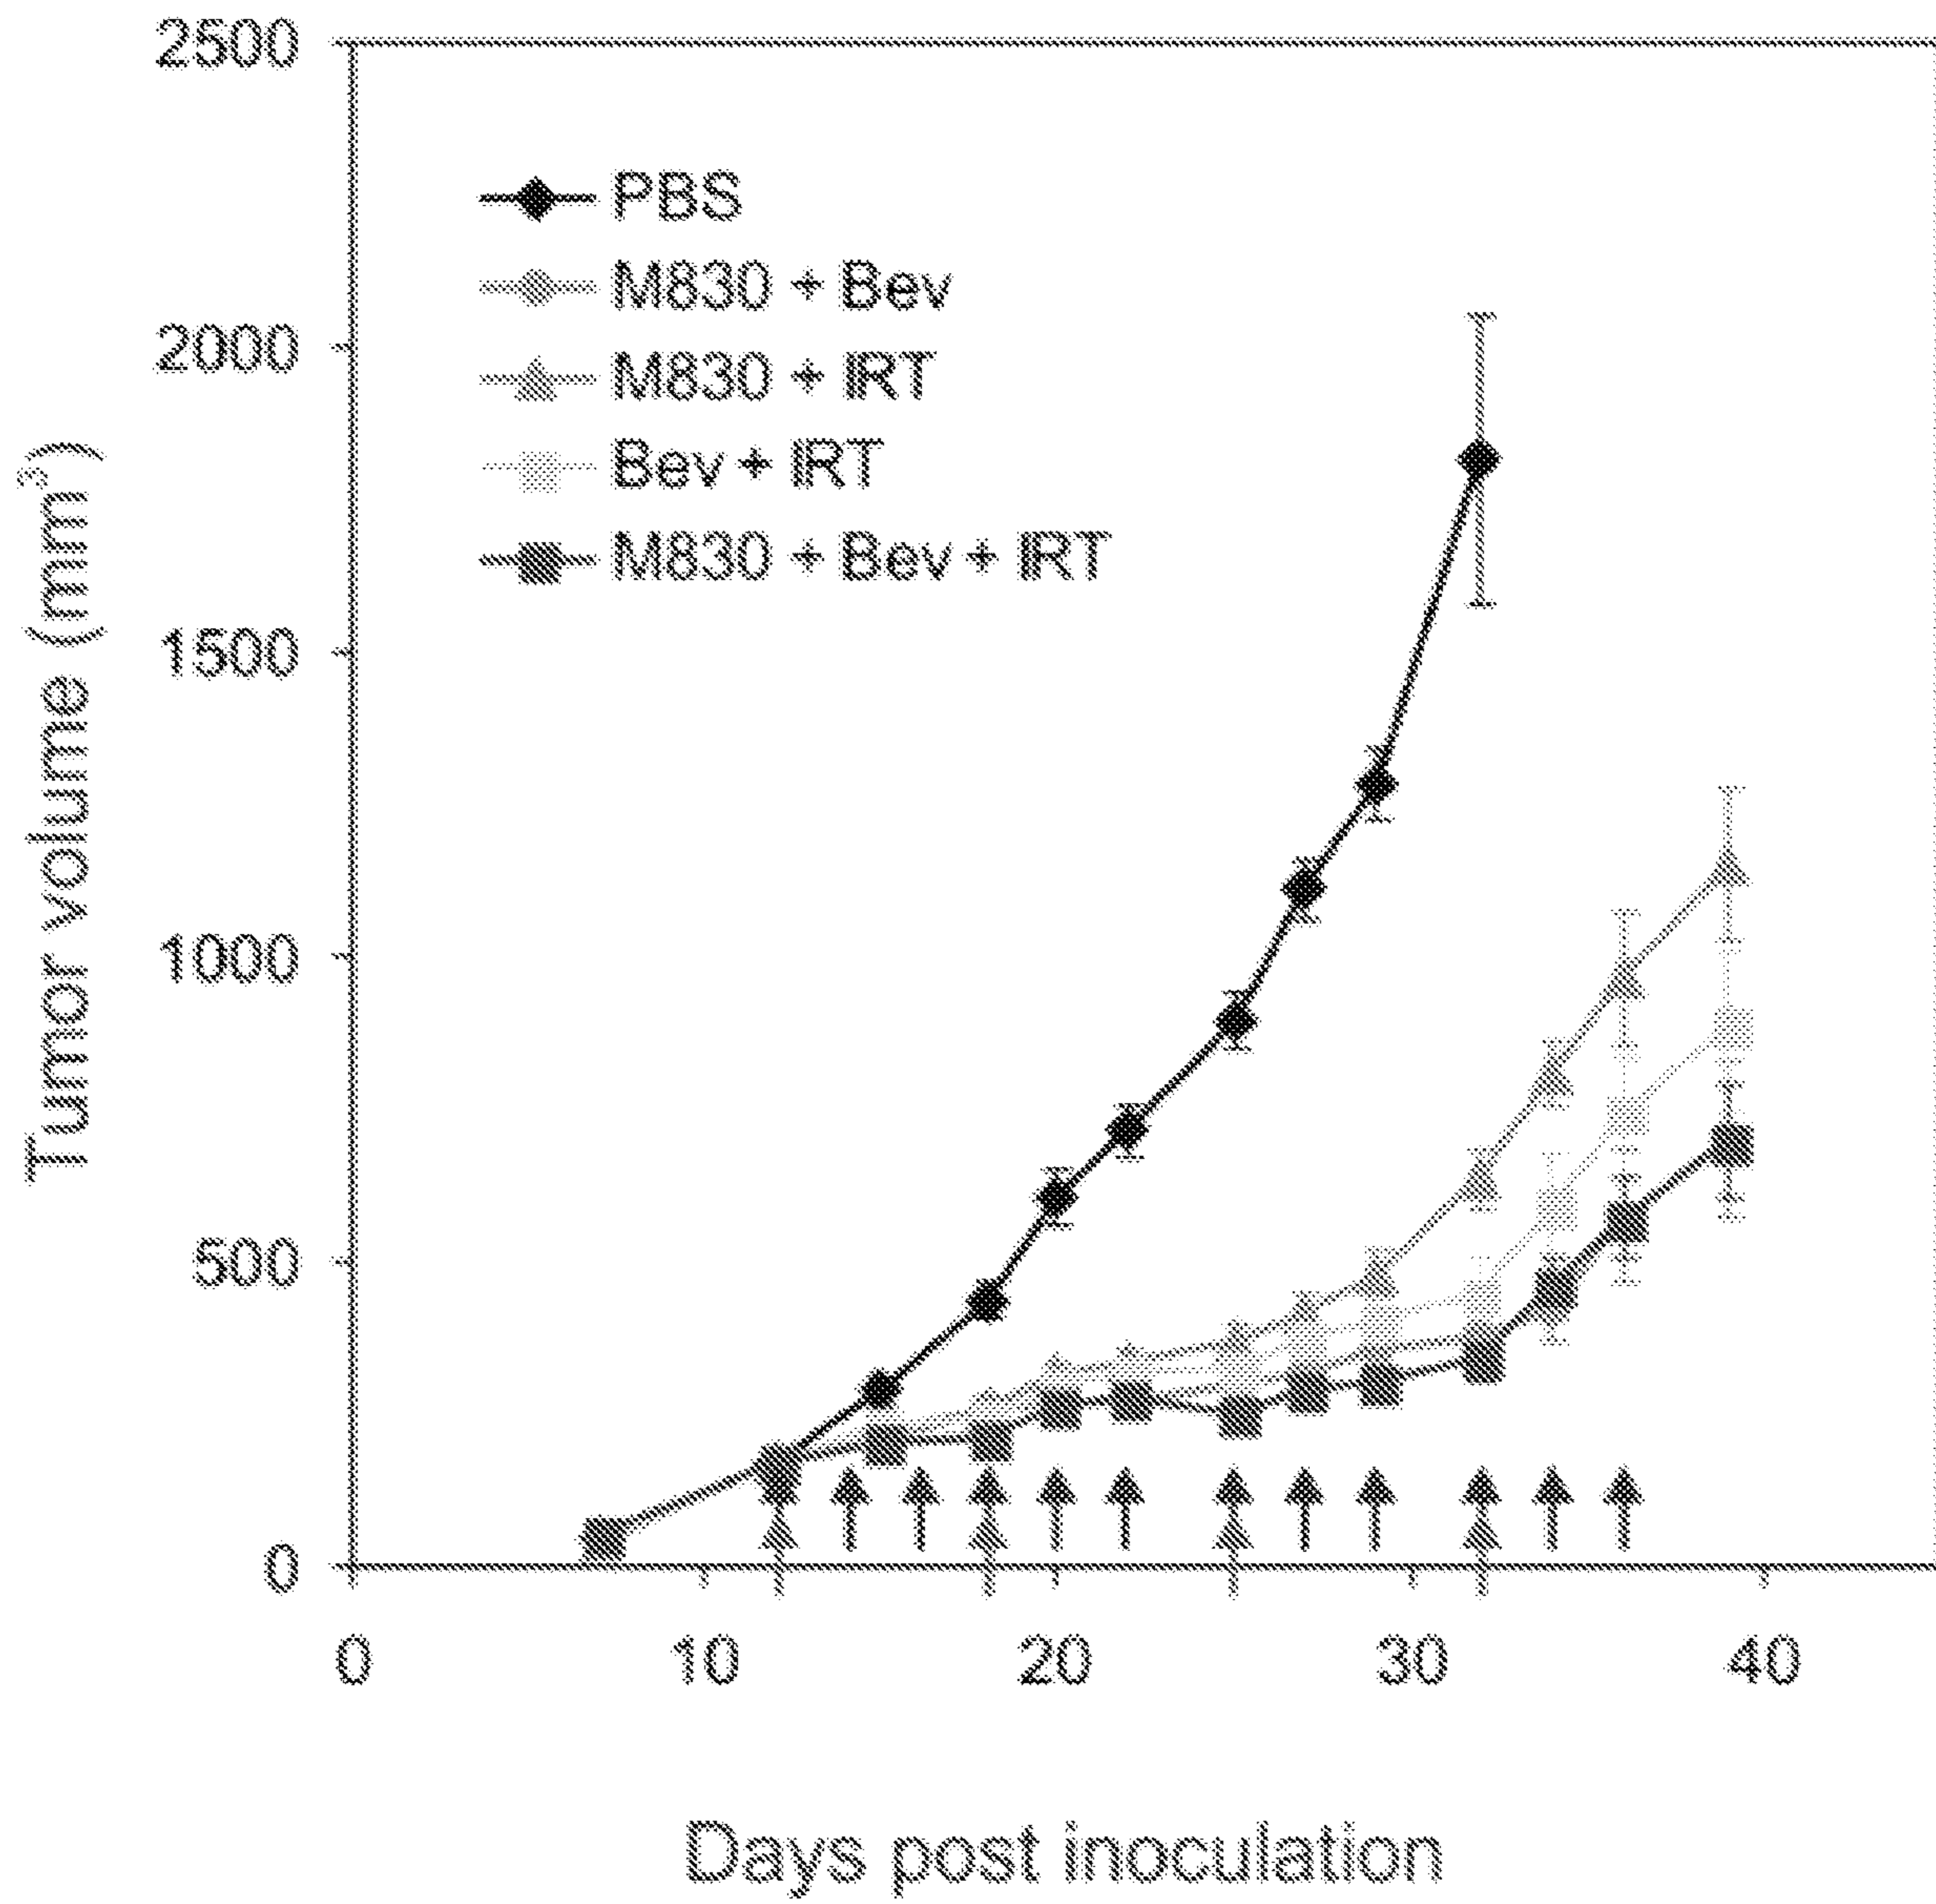 2500
2000
1500
1000
500
0
Tumor volume (mm³)
PBS
M830 + Bev
M830 + IRT
Bev + IRT
M830 + Bev + IRT
0 10 20 30 40
Days post inoculation